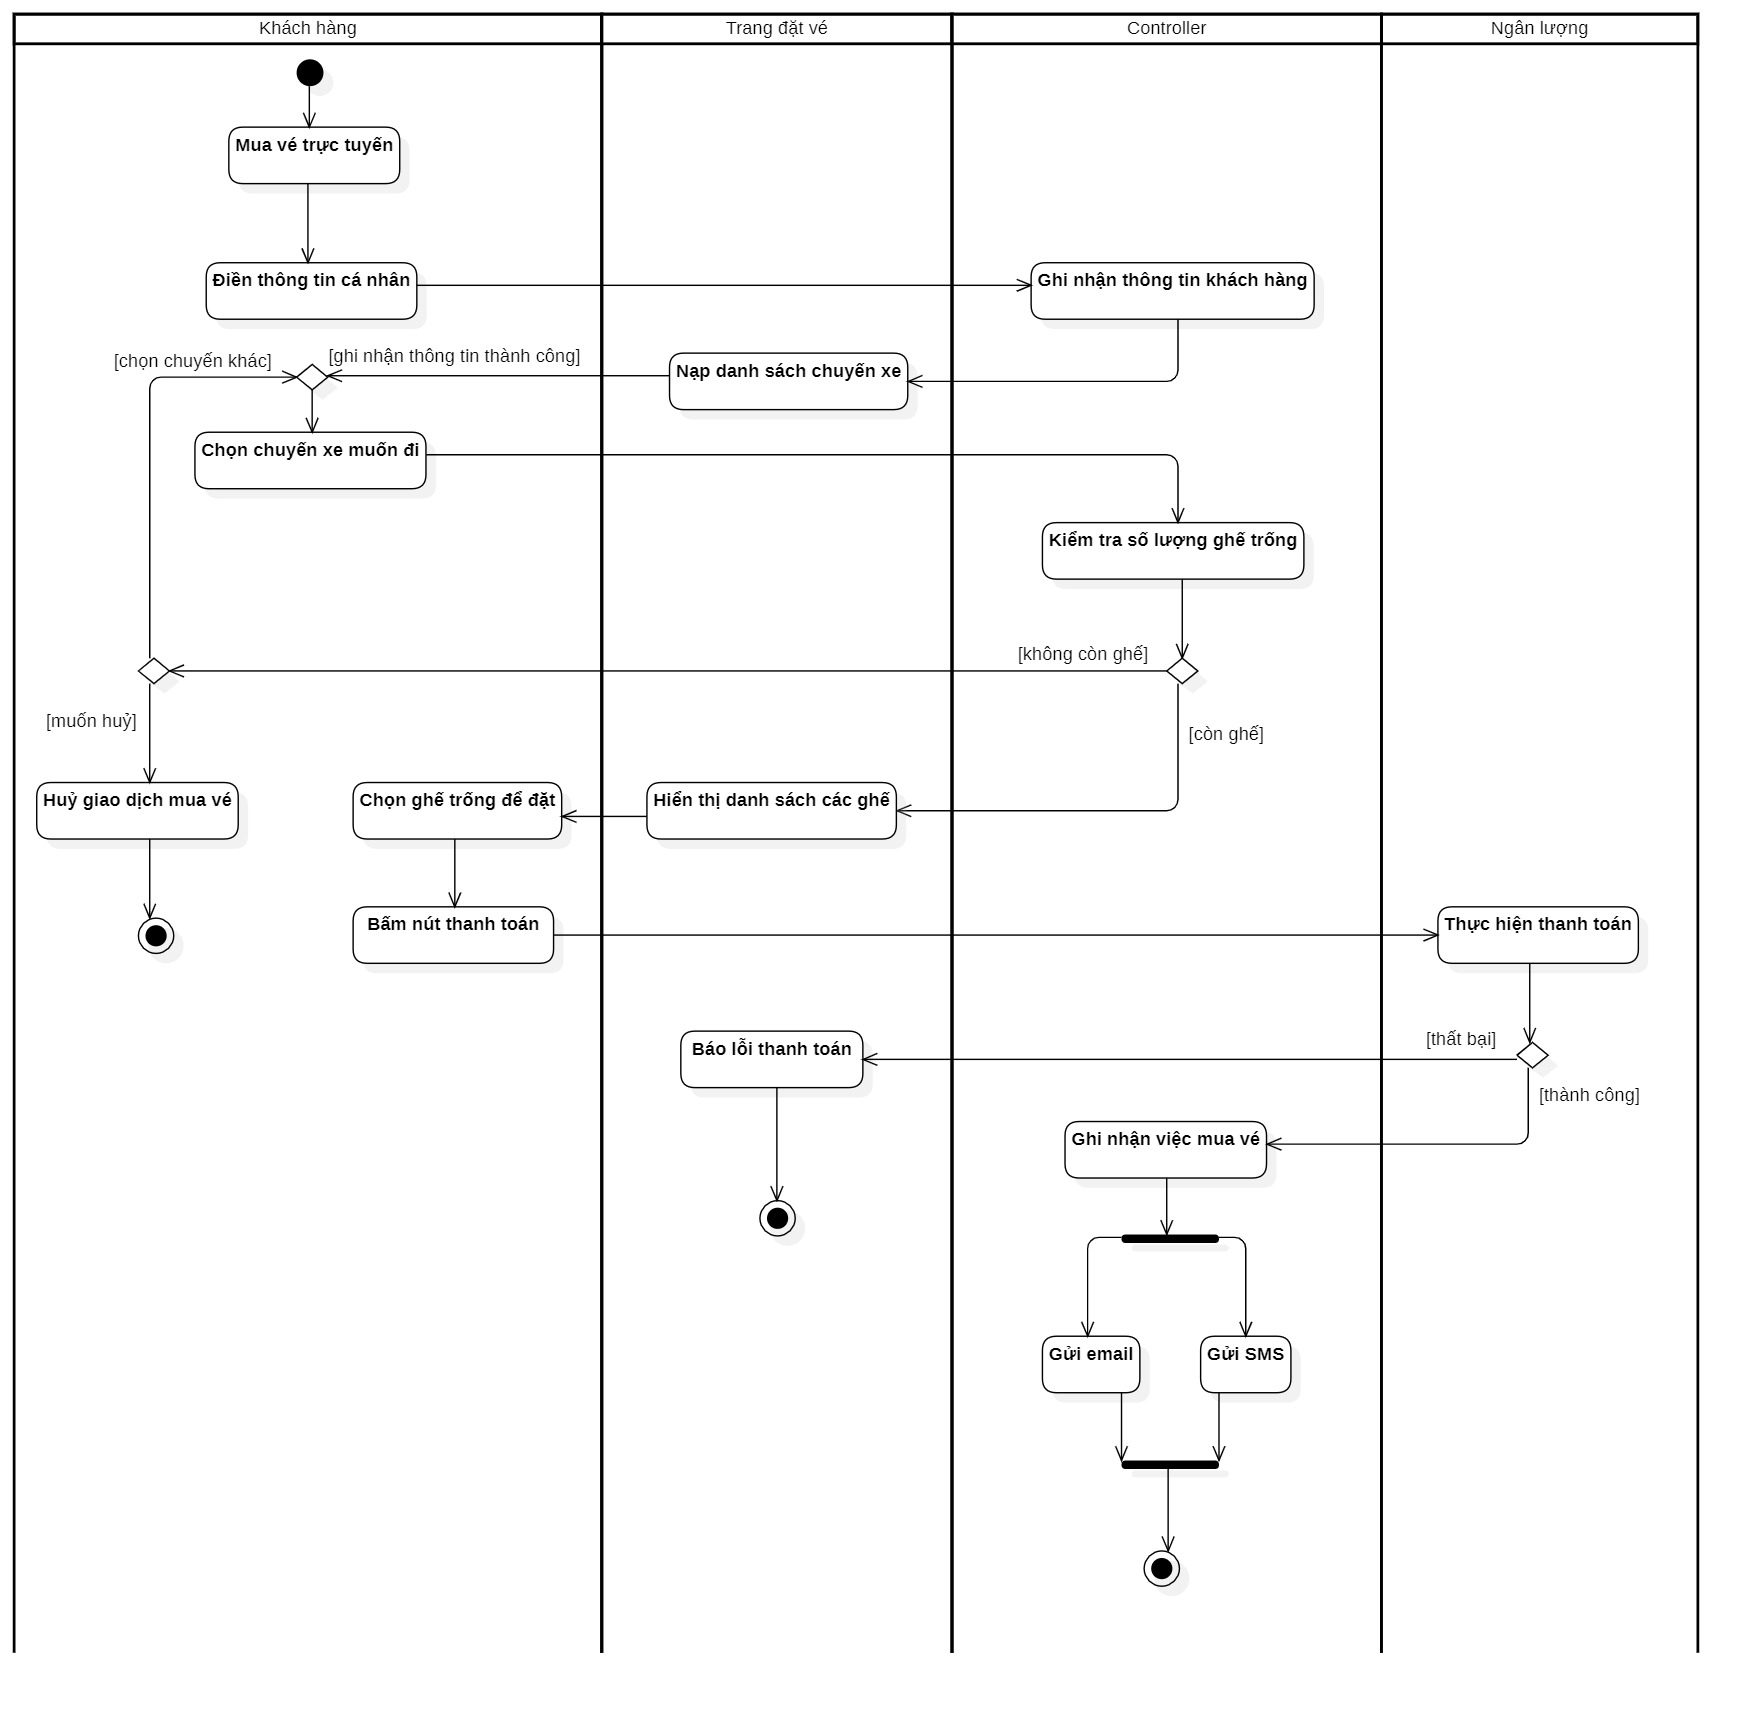 Khách hàng
Trang đặt vé
Controller
Ngân lượng
Mua vé trực tuyến
Điền thông tin cá nhân
Ghi nhận thông tin khách hàng
[chọn chuyến khác]
[ghi nhận thông tin thành công]
Nạp danh sách chuyến xe
Chọn chuyến xe muốn đi
Kiểm tra số lượng ghế trống
[không còn ghế]
[muốn huỷ]
[còn ghế]
Huỷ giao dịch mua vé
Chọn ghế trống để đặt
Hiển thị danh sách các ghế
Bấm nút thanh toán
Thực hiện thanh toán
Báo lỗi thanh toán
[thất bại]
[thành công]
Ghi nhận việc mua vé
Gửi email
Gửi SMS